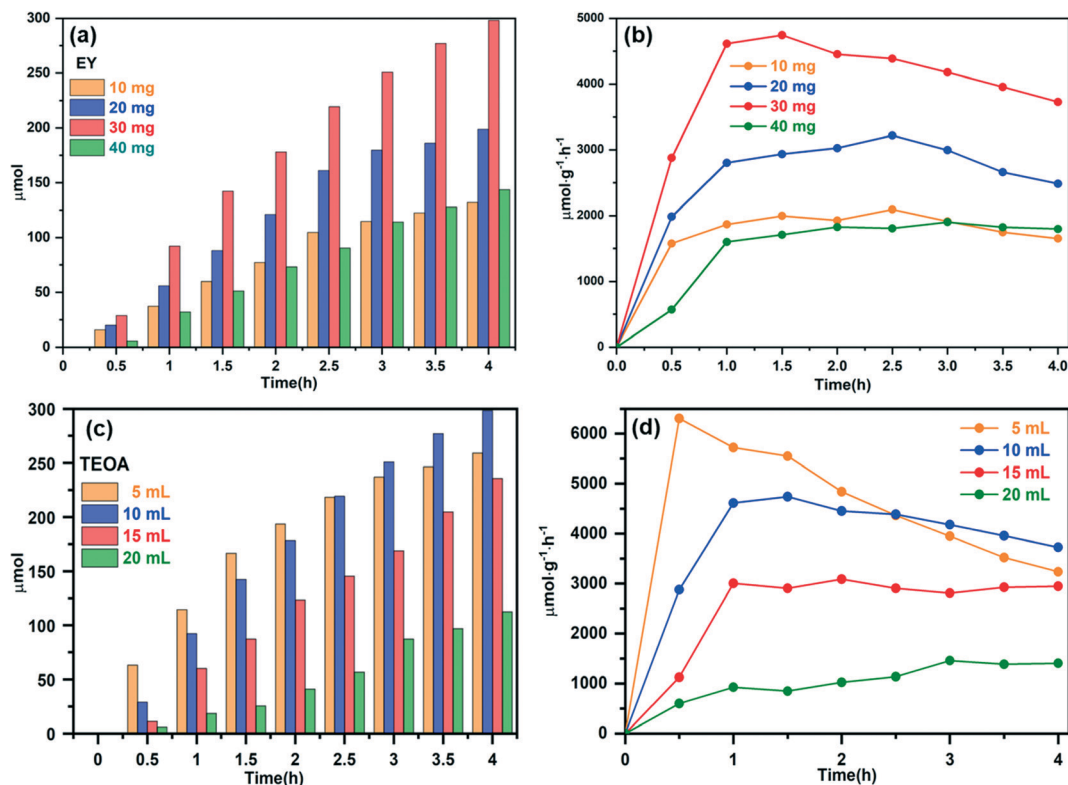 (a)
EY
10 mg
20 mg
30 mg
40 mg
μmol
300
250
200
150
100
50
0
0 0.5 1 1.5 2 2.5 3 3.5 4
Time(h)
(b)
10 mg
20 mg
30 mg
40 mg
μmol·g⁻¹·h⁻¹
5000
4000
3000
2000
1000
0
0.0 0.5 1.0 1.5 2.0 2.5 3.0 3.5 4.0
Time(h)
(c)
TEOA
5 mL
10 mL
15 mL
20 mL
μmol
300
250
200
150
100
50
0
0 0.5 1 1.5 2 2.5 3 3.5 4
Time(h)
(d)
5 mL
10 mL
15 mL
20 mL
μmol·g⁻¹·h⁻¹
6000
5000
4000
3000
2000
1000
0
0 1 2 3 4
Time(h)